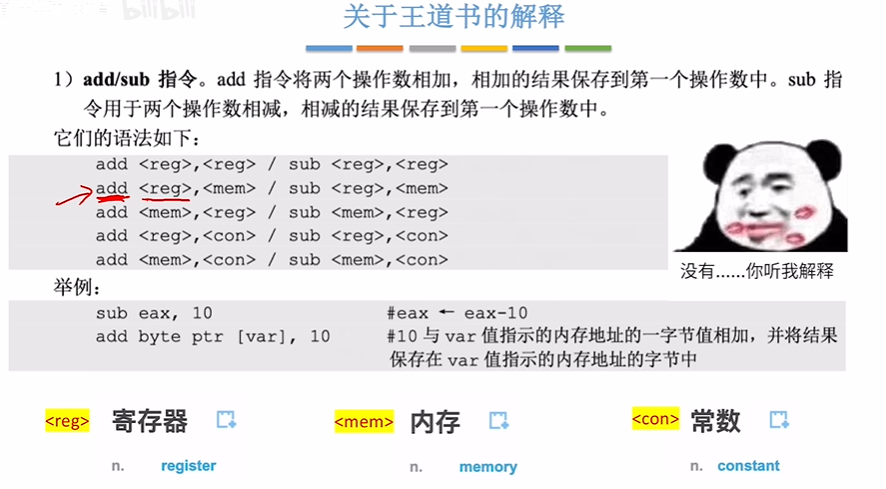 bilibili
关于王道书的解释
1）add/sub 指令。add 指令将两个操作数相加，相加的结果保存到第一个操作数中。sub 指
令用于两个操作数相减，相减的结果保存到第一个操作数中。
它们的语法如下：
add <reg>,<reg> / sub <reg>,<reg>
add <reg>,<mem> / sub <reg>,<mem>
add <mem>,<reg> / sub <mem>,<reg>
add <reg>,<con> / sub <reg>,<con>
add <mem>,<con> / sub <mem>,<con>
没有......你听我解释
举例：
sub eax, 10 #eax ← eax-10
add byte ptr [var], 10 #10 与 var 值指示的内存地址的一字节值相加，并将结果
保存在 var 值指示的内存地址的字节中
<reg> 寄存器 <mem> 内存 <con> 常数
n. register n. memory n. constant